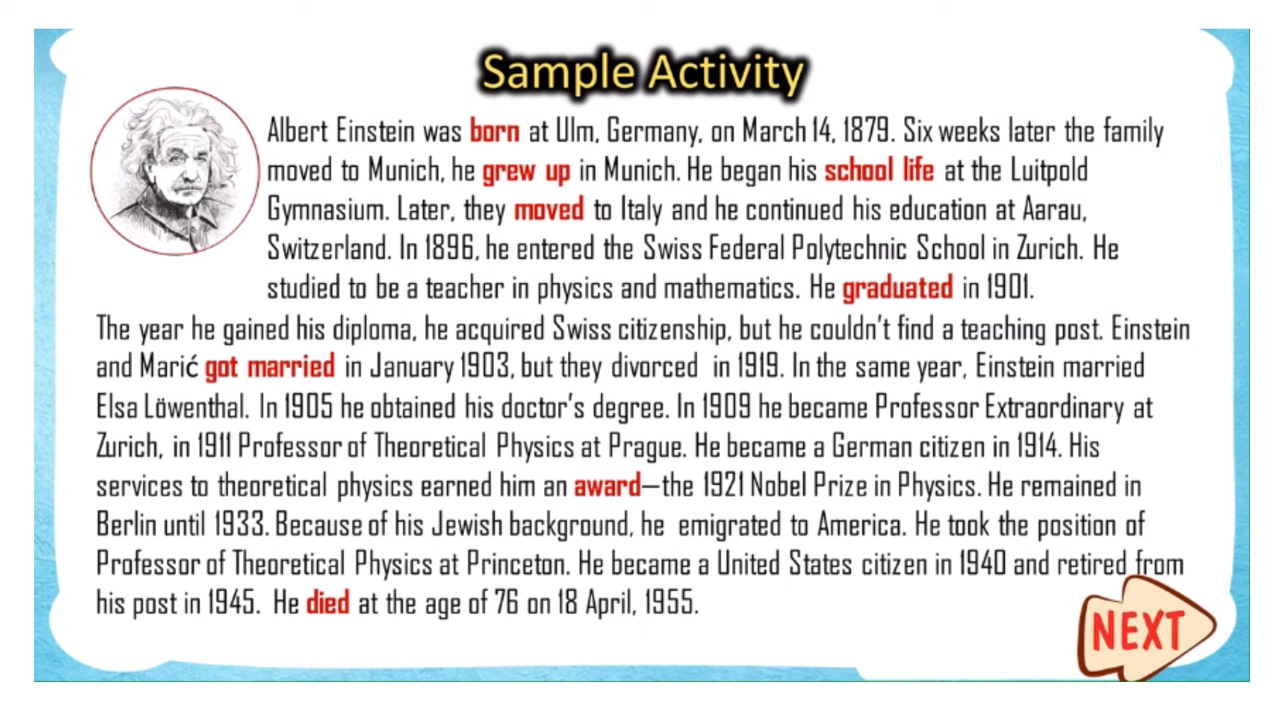 Sample Activity
Albert Einstein was born at Ulm, Germany, on March 14, 1879. Six weeks later the family
moved to Munich, he grew up in Munich. He began his school life at the Luitpold
Gymnasium. Later, they moved to Italy and he continued his education at Aarau,
Switzerland. In 1896, he entered the Swiss Federal Polytechnic School in Zurich. He
studied to be a teacher in physics and mathematics. He graduated in 1901.
The year he gained his diploma, he acquired Swiss citizenship, but he couldn't find a teaching post. Einstein
and Marić got married in January 1903, but they divorced in 1919. In the same year, Einstein married
Elsa Löwenthal. In 1905 he obtained his doctor's degree. In 1909 he became Professor Extraordinary at
Zurich, in 1911 Professor of Theoretical Physics at Prague. He became a German citizen in 1914. His
services to theoretical physics earned him an award—the 1921 Nobel Prize in Physics. He remained in
Berlin until 1933. Because of his Jewish background, he emigrated to America. He took the position of
Professor of Theoretical Physics at Princeton. He became a United States citizen in 1940 and retired from
his post in 1945. He died at the age of 76 on 18 April, 1955.
NEXT